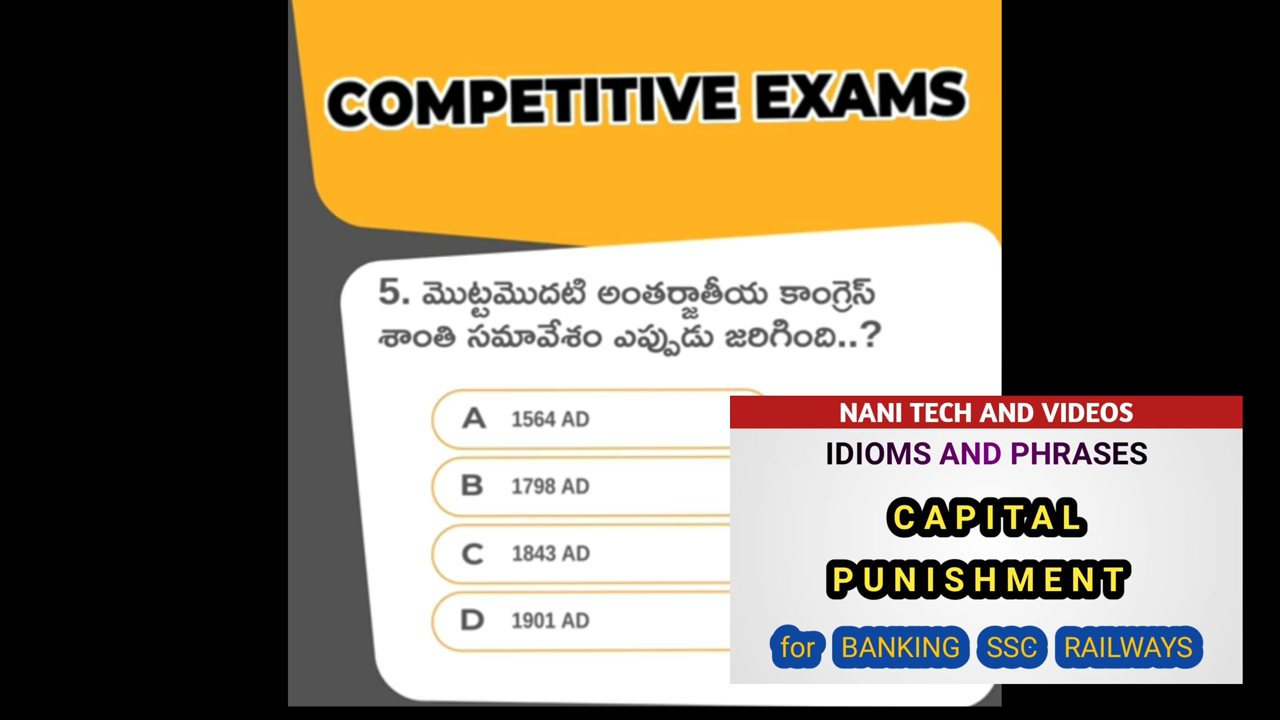 COMPETITIVE EXAMS
5. మొట్టమొదటి అంతర్జాతీయ కాంగ్రెస్
శాంతి సమావేశం ఎప్పుడు జరిగింది..?
A 1564 AD
B 1798 AD
C 1843 AD
D 1901 AD
NANI TECH AND VIDEOS
IDIOMS AND PHRASES
CAPITAL
PUNISHMENT
for BANKING SSC RAILWAYS